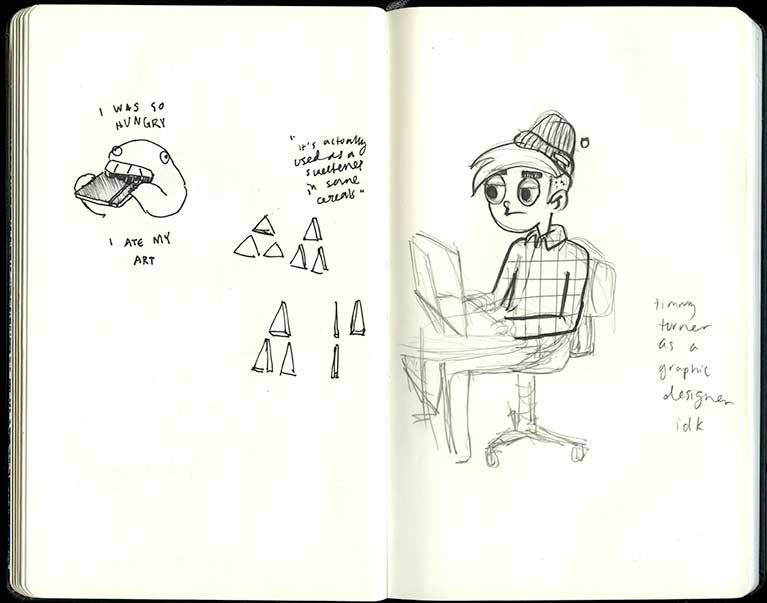 I WAS SO
HUNGRY
I ATE MY
ART
"it's actually
used as a
sweetener
in some
cereals"
timmy
turner
as a
graphic
designer
idk